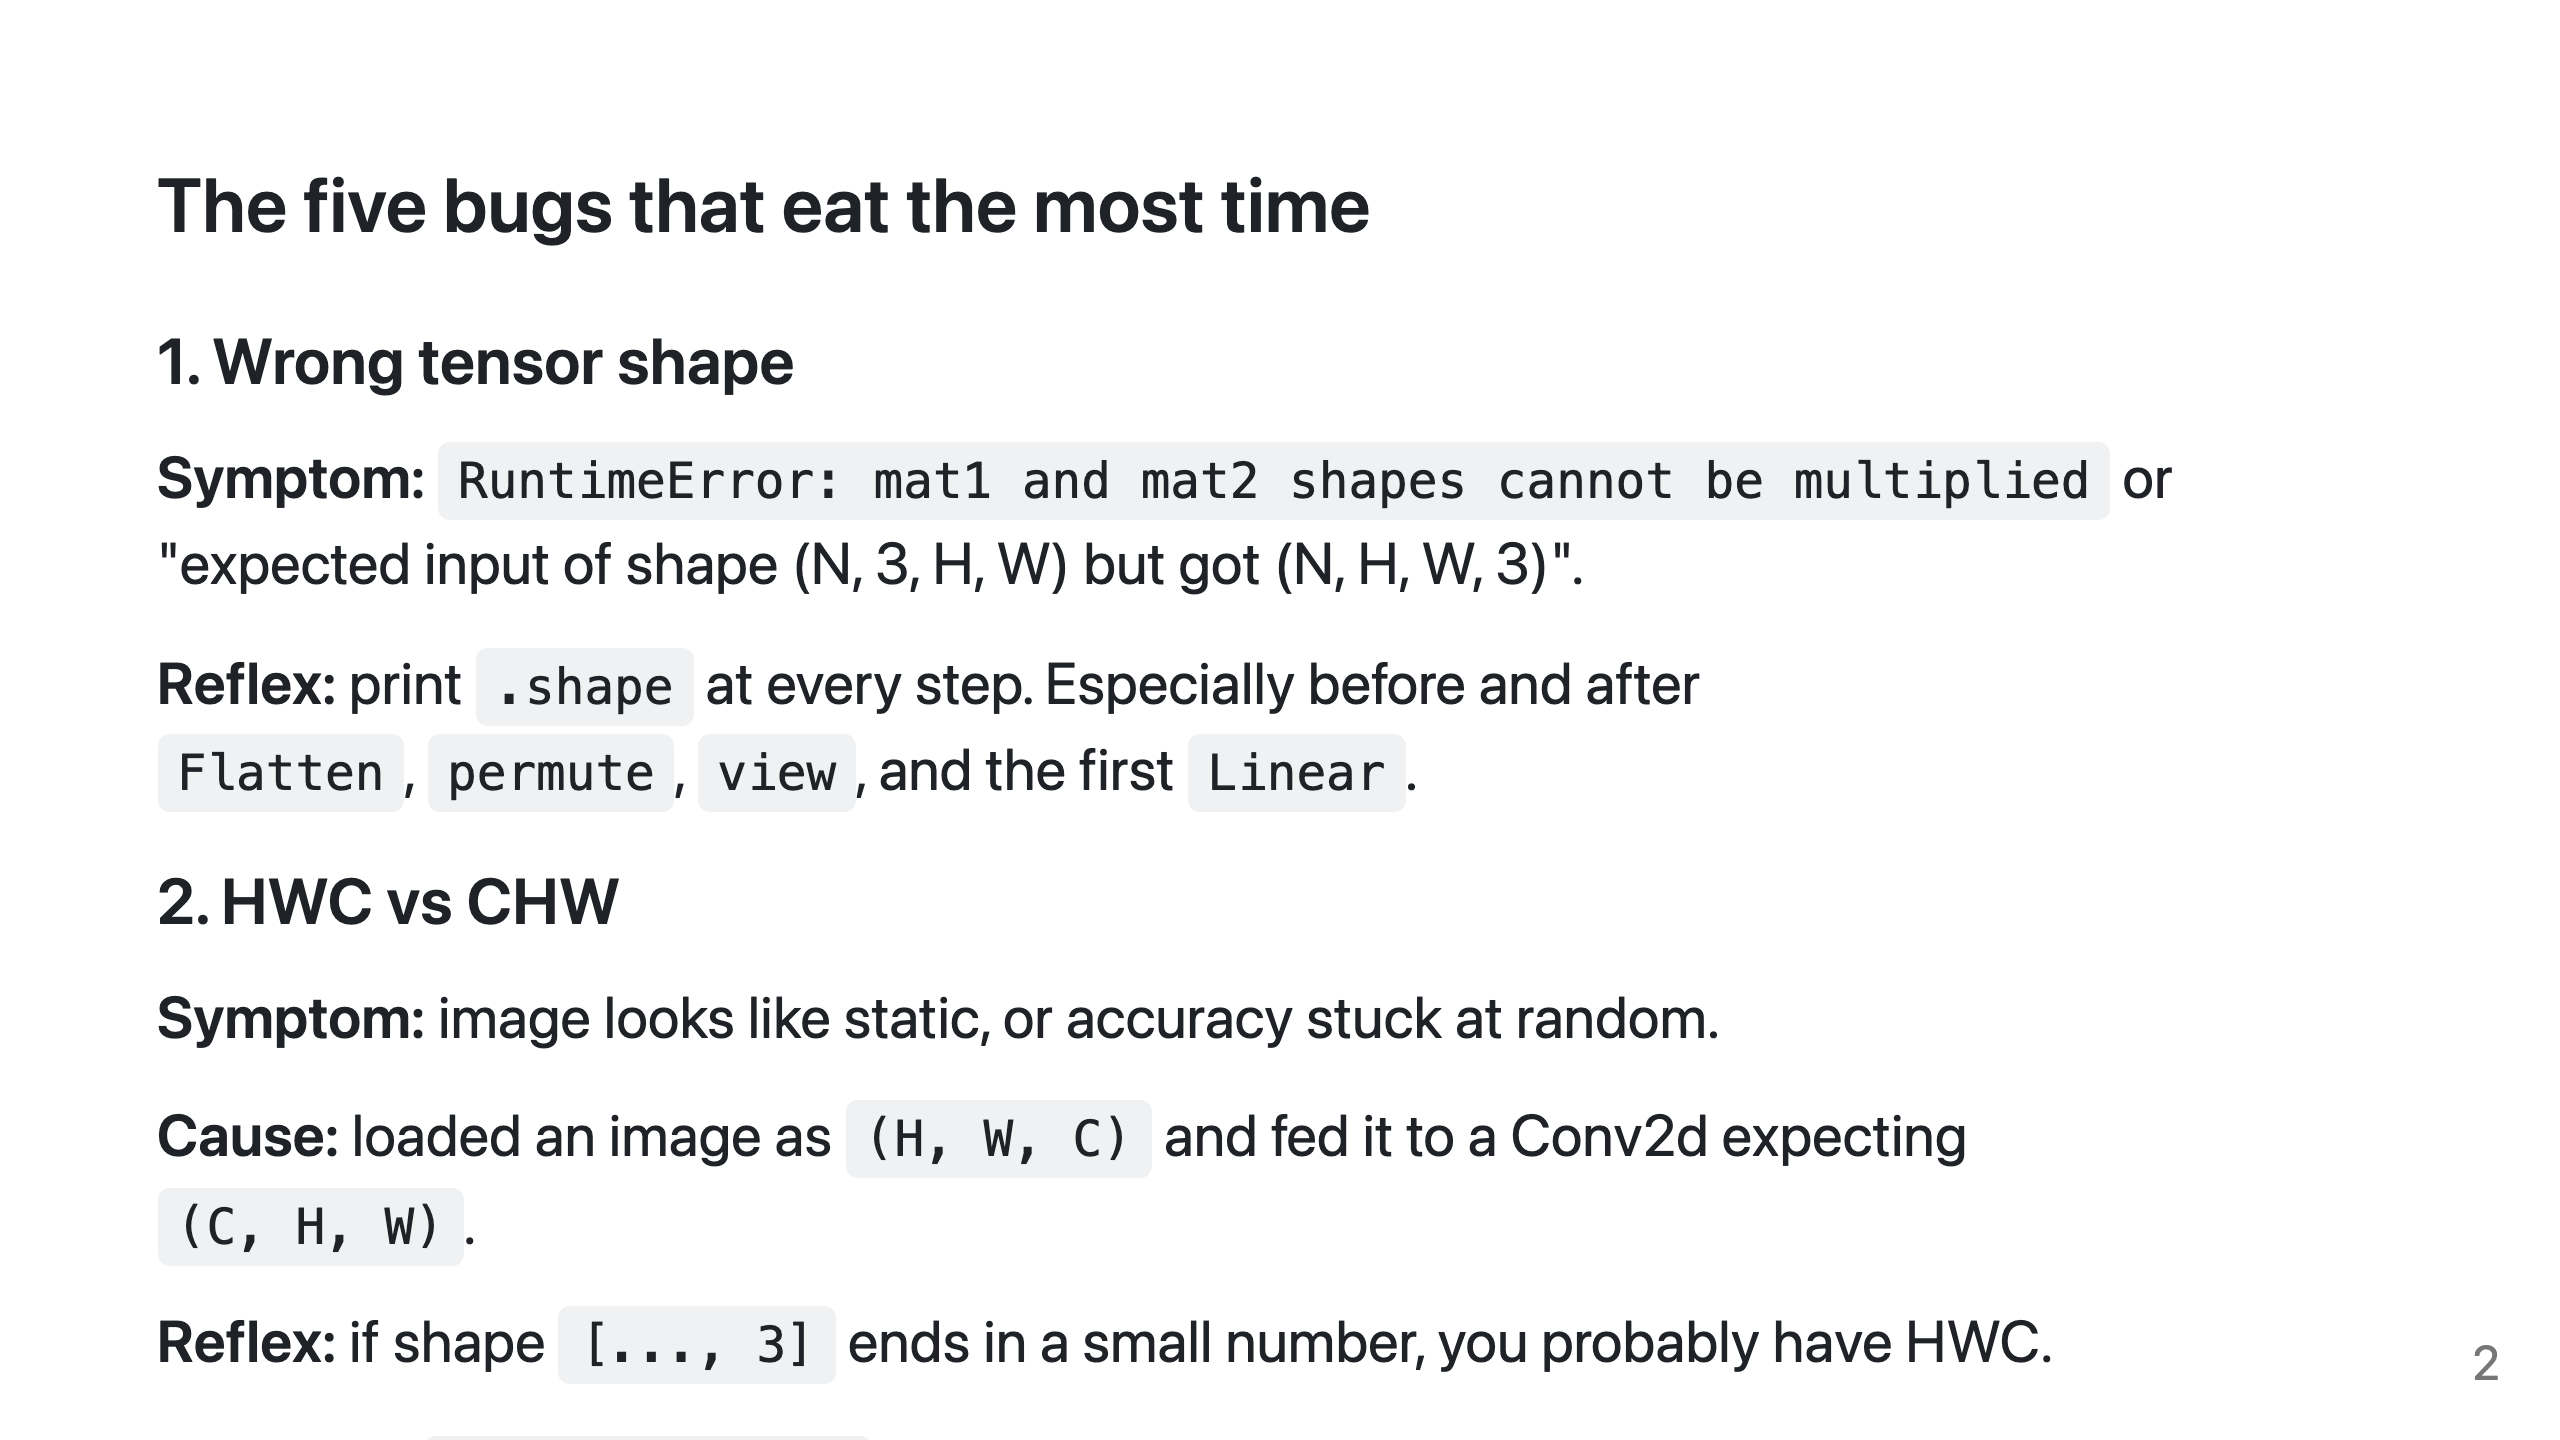 The five bugs that eat the most time
1. Wrong tensor shape
Symptom: RuntimeError: mat1 and mat2 shapes cannot be multiplied or
"expected input of shape (N, 3, H, W) but got (N, H, W, 3)".
Reflex: print .shape at every step. Especially before and after
Flatten, permute, view, and the first Linear.
2. HWC vs CHW
Symptom: image looks like static, or accuracy stuck at random.
Cause: loaded an image as (H, W, C) and fed it to a Conv2d expecting
(C, H, W).
Reflex: if shape [..., 3] ends in a small number, you probably have HWC.
2